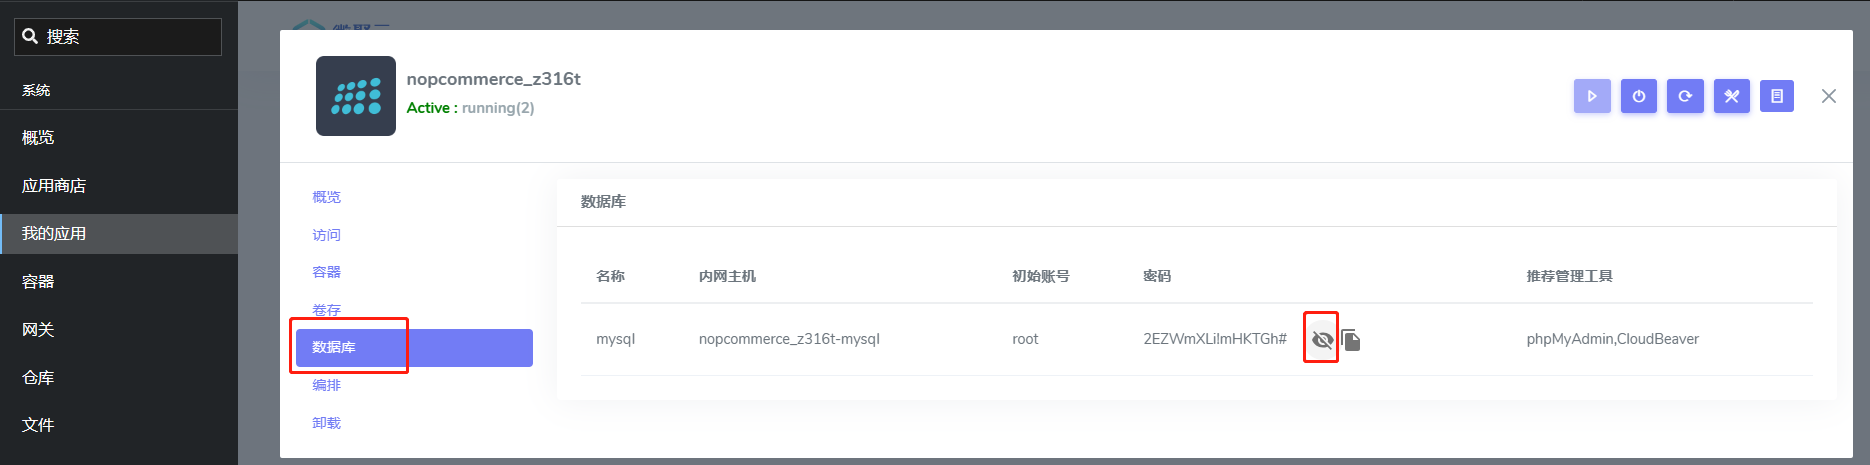 搜索
系统
概览
应用商店
我的应用
容器
网关
仓库
文件
nopcommerce_z316t
Active : running(2)
概览
访问
容器
卷存
数据库
编排
卸载
数据库
名称 内网主机 初始账号 密码 推荐管理工具
mysql nopcommerce_z316t-mysql root 2EZWmXLi!mHKTGh# phpMyAdmin,CloudBeaver